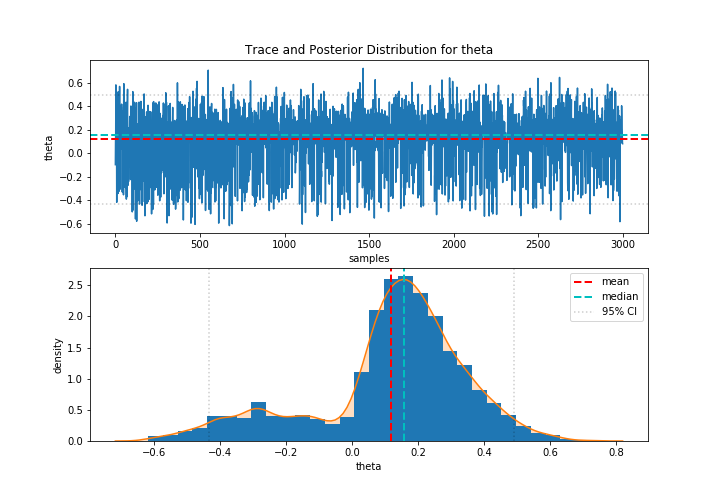 Trace and Posterior Distribution for theta
0.6
0.4
0.2
0.0
−0.2
−0.4
−0.6
theta
0 500 1000 1500 2000 2500 3000
samples
2.5
2.0
1.5
1.0
0.5
0.0
density
mean
median
95% CI
−0.6 −0.4 −0.2 0.0 0.2 0.4 0.6 0.8
theta